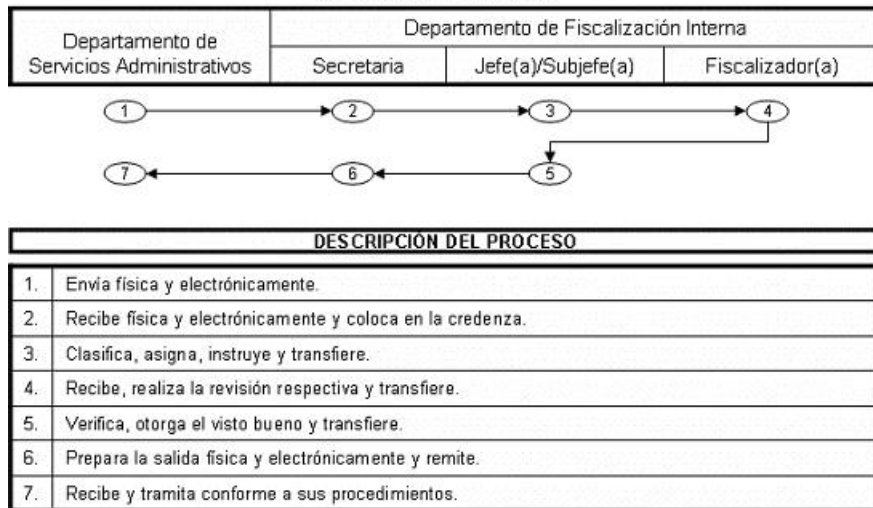 Departamento de
Servicios Administrativos
Departamento de Fiscalización Interna
Secretaria
Jefe(a)/Subjefe(a)
Fiscalizador(a)
1
2
3
4
7
6
5
DESCRIPCIÓN DEL PROCESO
1. Envía física y electrónicamente.
2. Recibe física y electrónicamente y coloca en la credenza.
3. Clasifica, asigna, instruye y transfiere.
4. Recibe, realiza la revisión respectiva y transfiere.
5. Verifica, otorga el visto bueno y transfiere.
6. Prepara la salida física y electrónicamente y remite.
7. Recibe y tramita conforme a sus procedimientos.